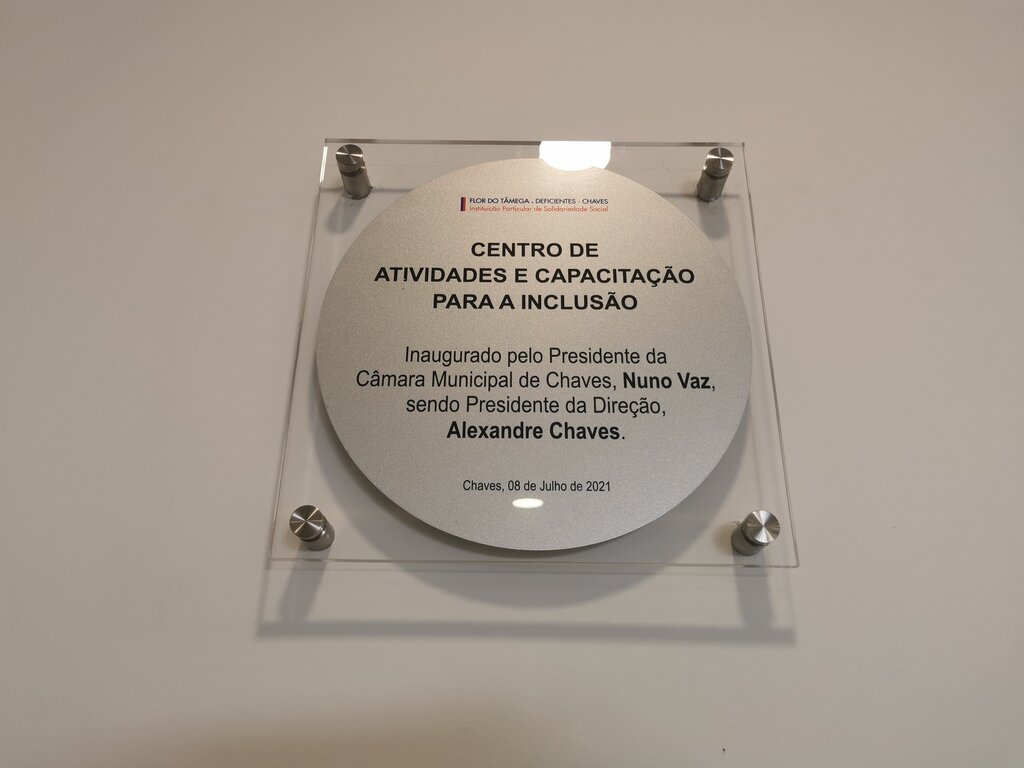 FLOR DO TÂMEGA . DEFICIENTES - CHAVES
Instituição Particular de Solidariedade Social
CENTRO DE
ATIVIDADES E CAPACITAÇÃO
PARA A INCLUSÃO
Inaugurado pelo Presidente da
Câmara Municipal de Chaves, Nuno Vaz,
sendo Presidente da Direção,
Alexandre Chaves.
Chaves, 08 de Julho de 2021